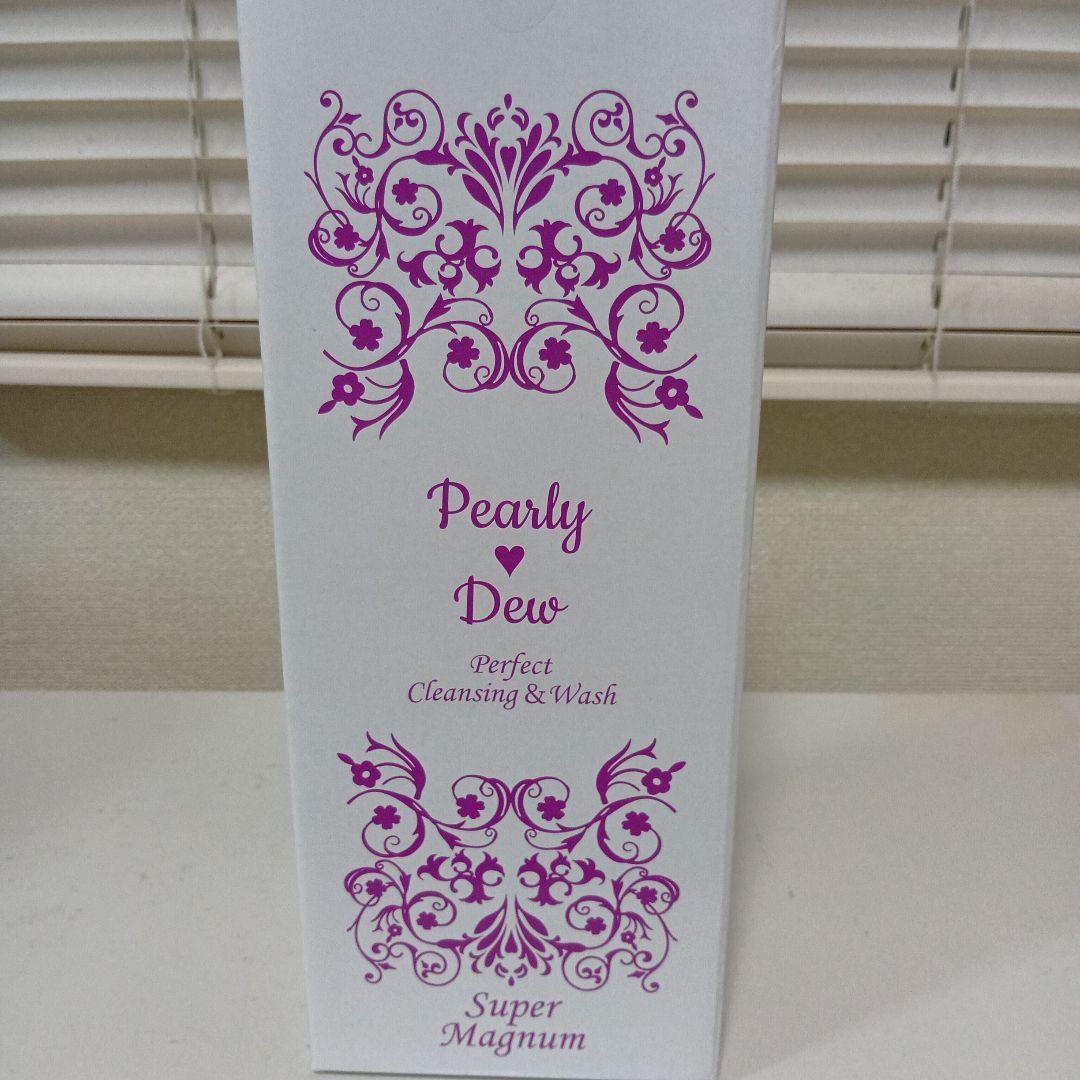 Pearly
♥
Dew
Perfect
Cleansing & Wash
Super
Magnum